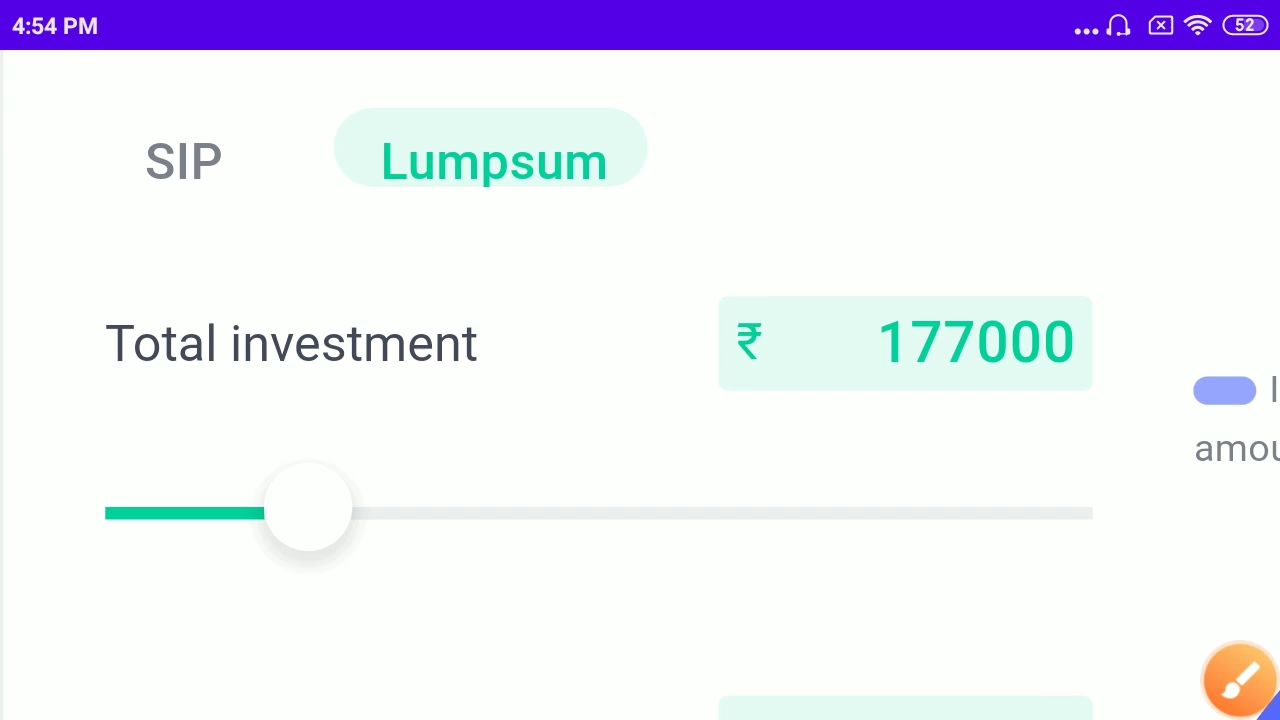 4:54 PM
52
SIP
Lumpsum
Total investment
₹ 177000
amou